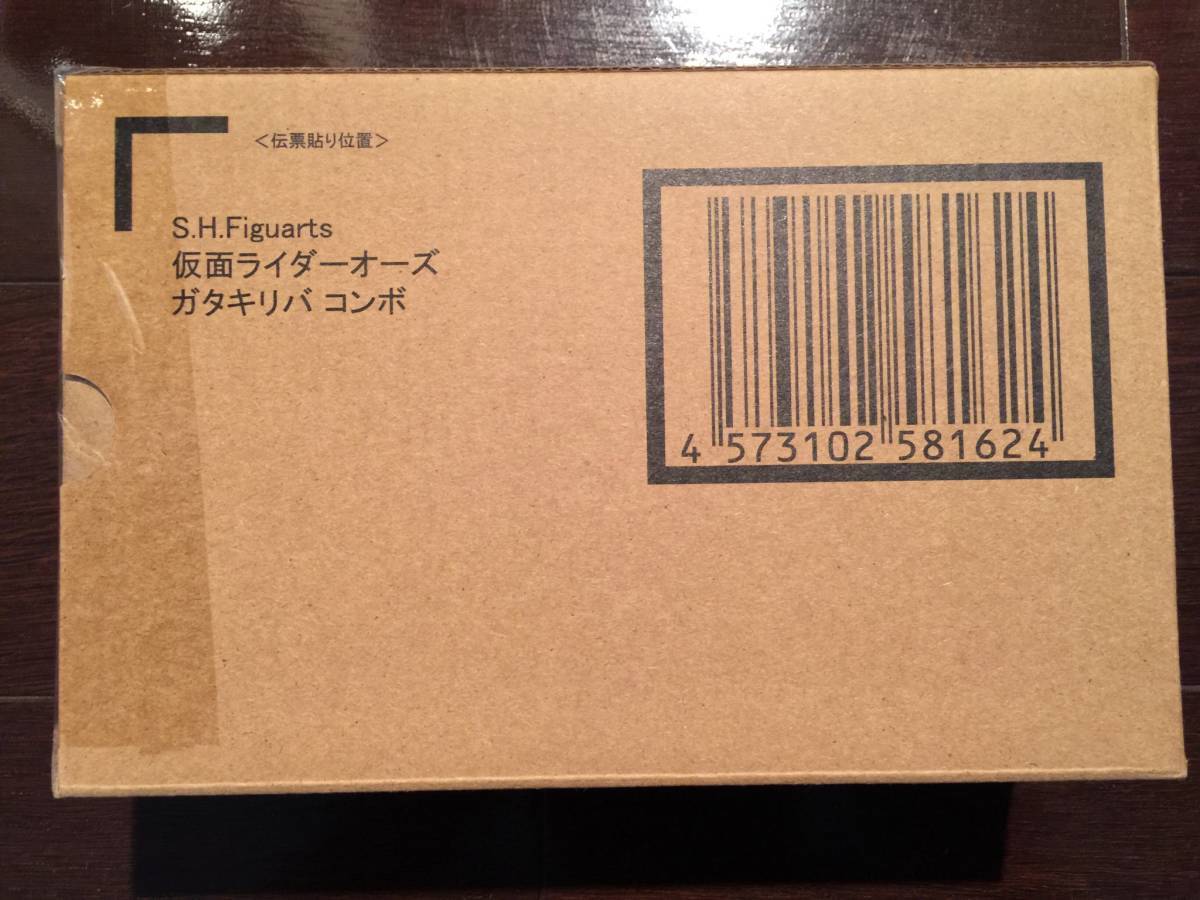 ＜伝票貼り位置＞
S.H.Figuarts
仮面ライダーオーズ
ガタキリバ コンボ
4 573102 581624